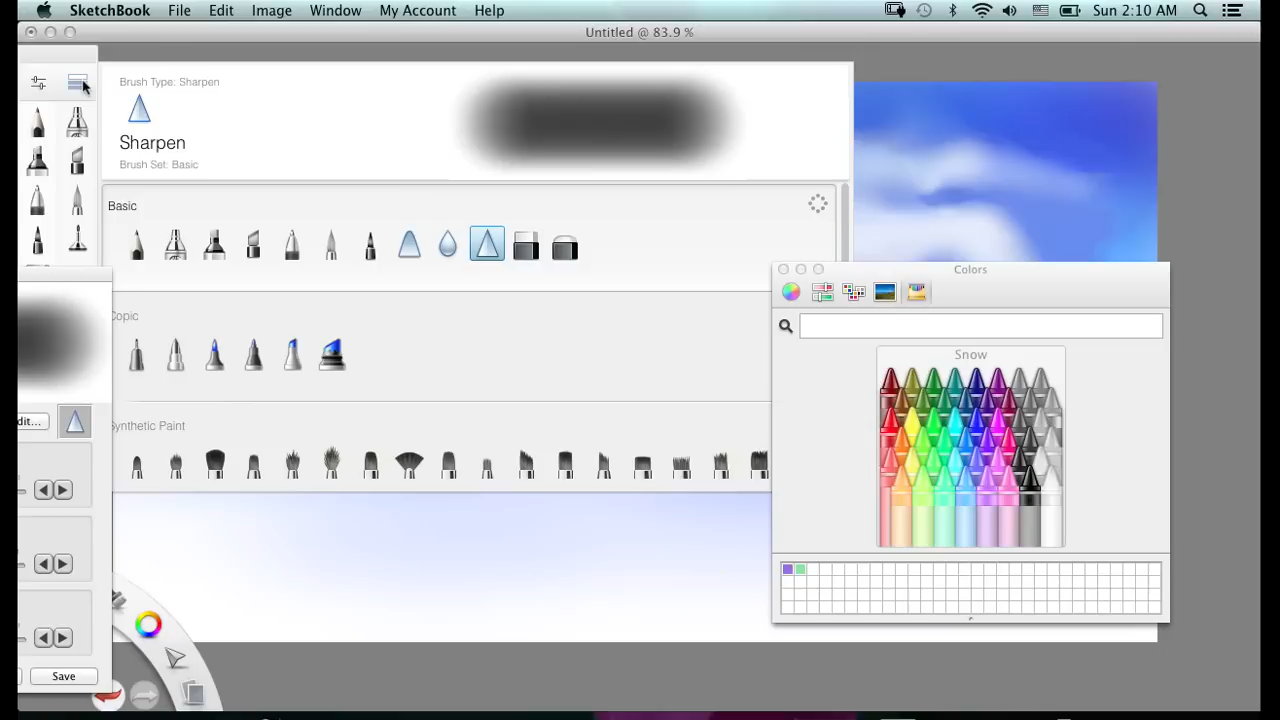 SketchBook File Edit Image Window My Account Help Sun 2:10 AM
Untitled @ 83.9 %
Brush Type: Sharpen
Sharpen
Brush Set: Basic
Basic
Colors
Copic
Snow
dit...
Synthetic Paint
Save